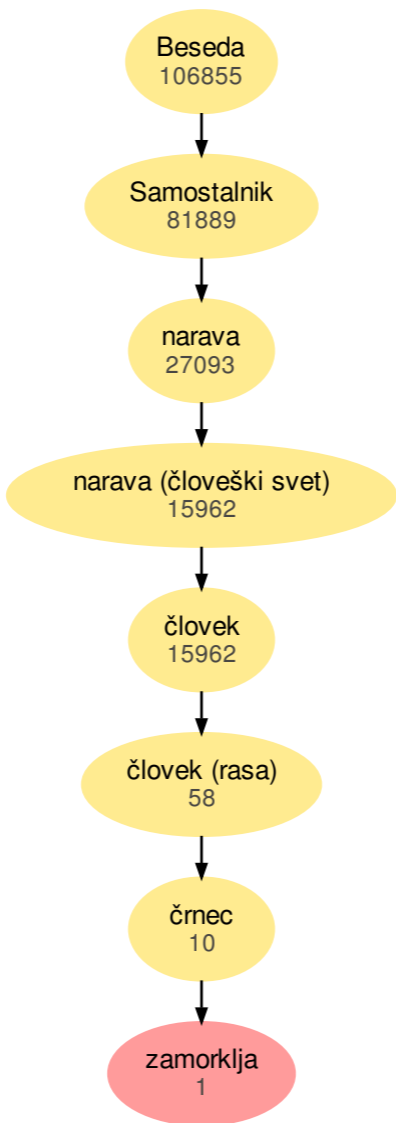 Beseda
106855
Samostalnik
81889
narava
27093
narava (človeški svet)
15962
človek
15962
človek (rasa)
58
črnec
10
zamorklja
1